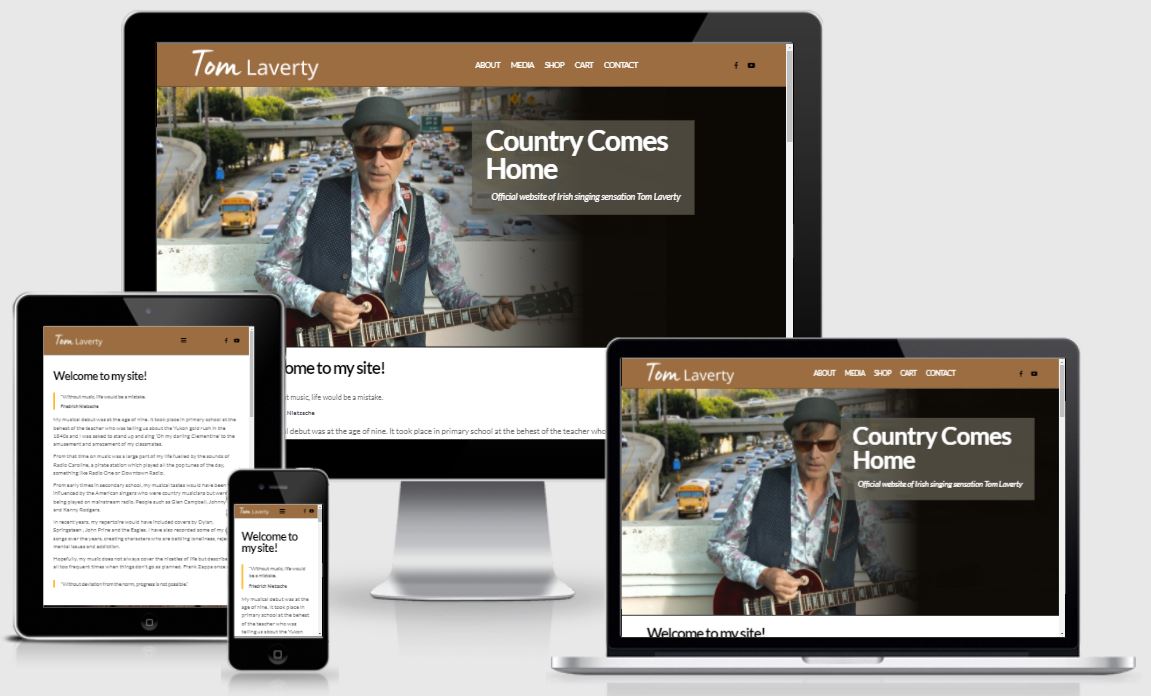 Tom Laverty
ABOUT MEDIA SHOP CART CONTACT
Country Comes
Home
Official website of Irish singing sensation Tom Laverty
ome to my site!
t music, life would be a mistake.
Nietzsche
l debut was at the age of nine. It took place in primary school at the behest of the teacher who
Tom Laverty
Welcome to my site!
"Without music, life would be a mistake.
Friedrich Nietzsche
My musical debut was at the age of nine. It took place in primary school at the
behest of the teacher who was telling us about the Yukon gold rush in the
1840s and I was asked to stand up and sing 'Oh my darling Clementine' to the
amusement and amazement of my classmates.
From that time on music was a large part of my life fuelled by the sounds of
Radio Caroline, a pirate station which played all the pop tunes of the day,
something like Radio One or Downtown Radio.
From early times in secondary school, my musical tastes would have been
influenced by the American singers who were country musicians but were
being played on mainstream radio. People such as Glen Campbell, Johnny
and Kenny Rodgers.
In recent years, my repertoire would have included covers by Dylan,
Springsteen, John Prine and the Eagles. I have also recorded some of my
songs over the years, creating characters who are battling loneliness,
mental issues and addiction.
Hopefully, my music does not always cover the niceties of life but describe
all too frequent times when things don't go as planned. Frank Zappa once
"Without deviation from the norm, progress is not possible."
Tom Laverty
Welcome to
my site!
"Without music, life would
be a mistake.
Friedrich Nietzsche
My musical debut was at the
age of nine. It took place in
primary school at the behest
of the teacher who was
telling us about the Yukon
Tom Laverty
ABOUT MEDIA SHOP CART CONTACT
Country Comes
Home
Official website of Irish singing sensation Tom Laverty
Welcome to my site!